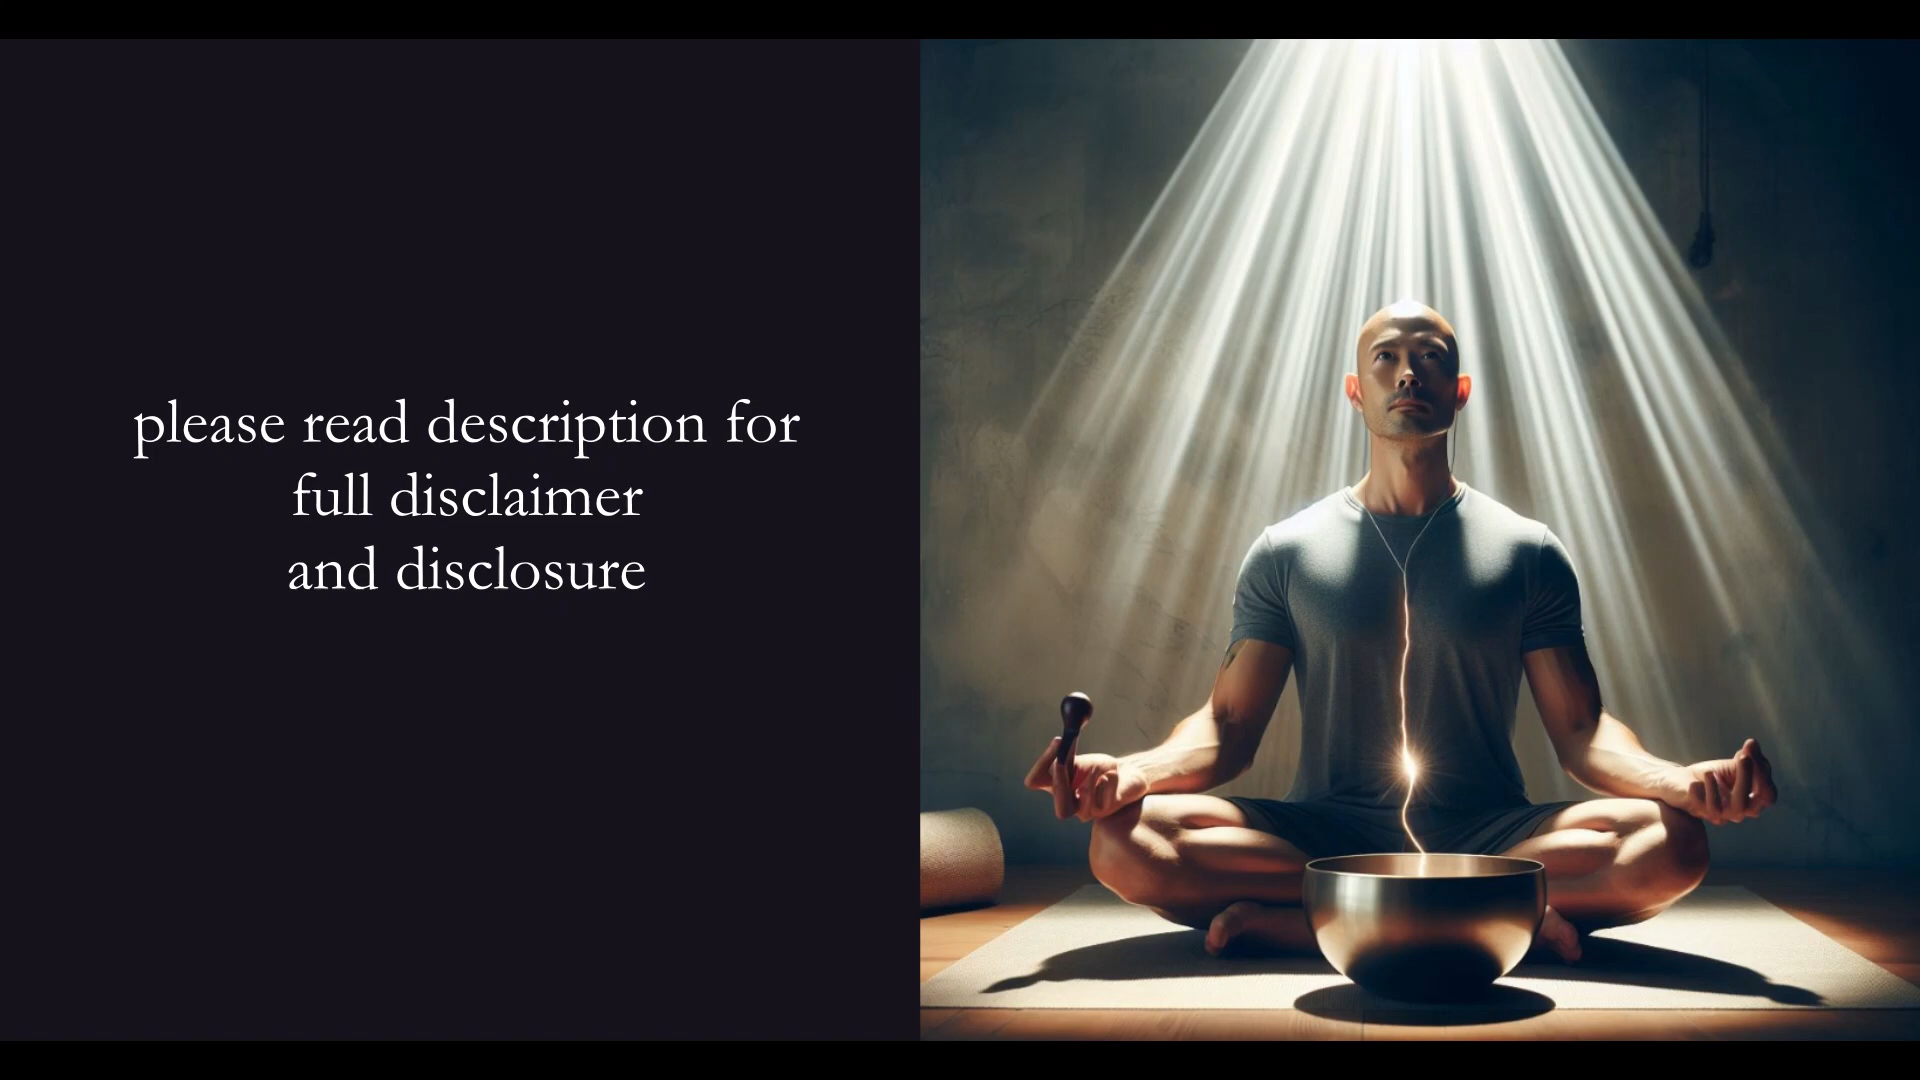 please read description for
full disclaimer
and disclosure